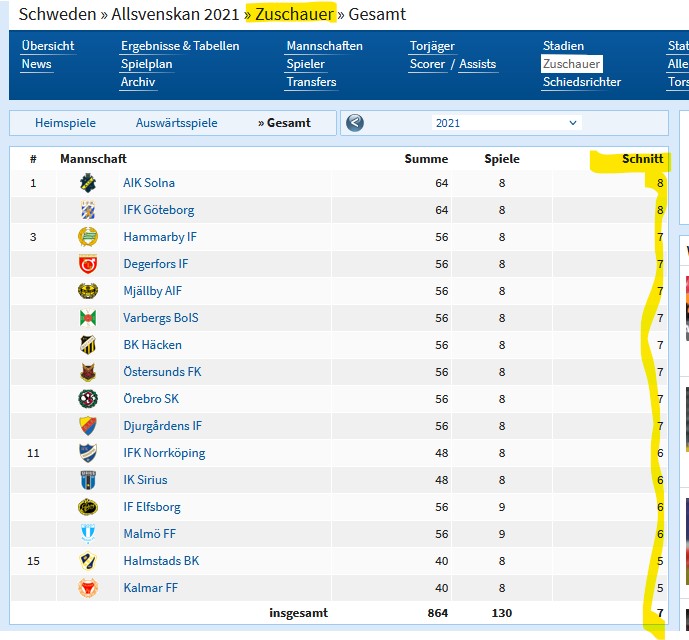 Schweden » Allsvenskan 2021 » Zuschauer » Gesamt
Übersicht Ergebnisse & Tabellen Mannschaften Torjäger Stadien
News Spielplan Spieler Scorer / Assists Zuschauer
Archiv Transfers Schiedsrichter
Heimspiele Auswärtsspiele » Gesamt 2021
# Mannschaft Summe Spiele Schnitt
1 AIK Solna 64 8 8
IFK Göteborg 64 8 8
3 Hammarby IF 56 8 7
Degerfors IF 56 8 7
Mjällby AIF 56 8 7
Varbergs BoIS 56 8 7
BK Häcken 56 8 7
Östersunds FK 56 8 7
Örebro SK 56 8 7
Djurgårdens IF 56 8 7
11 IFK Norrköping 48 8 6
IK Sirius 48 8 6
IF Elfsborg 56 9 6
Malmö FF 56 9 6
15 Halmstads BK 40 8 5
Kalmar FF 40 8 5
insgesamt 864 130 7